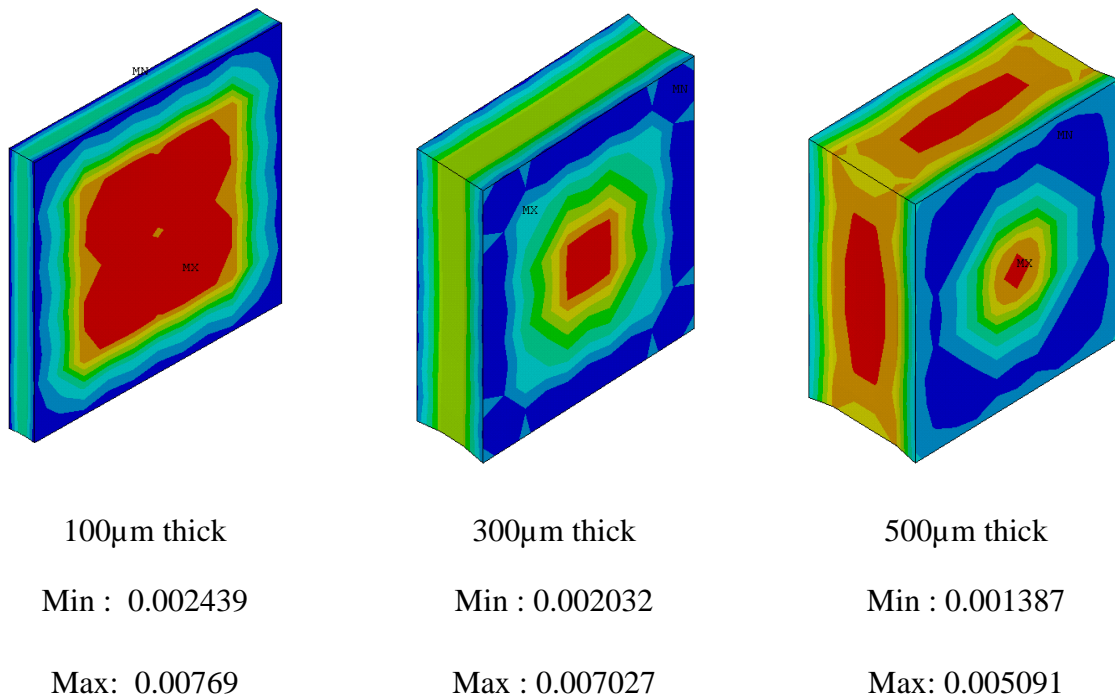 MN
MX
MN
MX
MN
MX
100µm thick
300µm thick
500µm thick
Min : 0.002439
Min : 0.002032
Min : 0.001387
Max: 0.00769
Max : 0.007027
Max: 0.005091